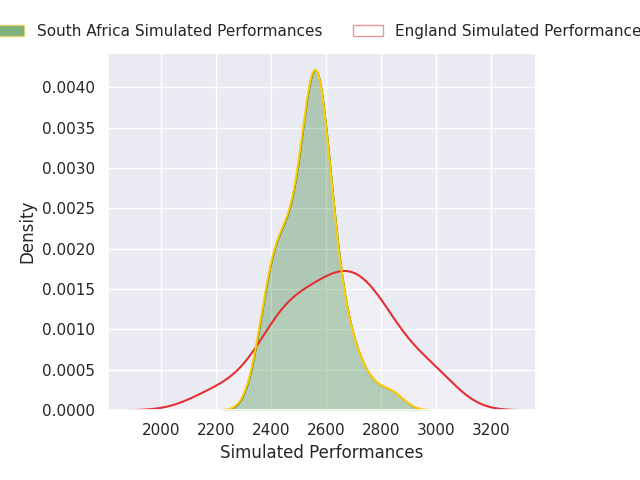 South Africa Simulated Performances England Simulated Performance
0.0040
0.0035
0.0030
0.0025
0.0020
0.0015
0.0010
0.0005
0.0000
Density
2000 2200 2400 2600 2800 3000 3200
Simulated Performances